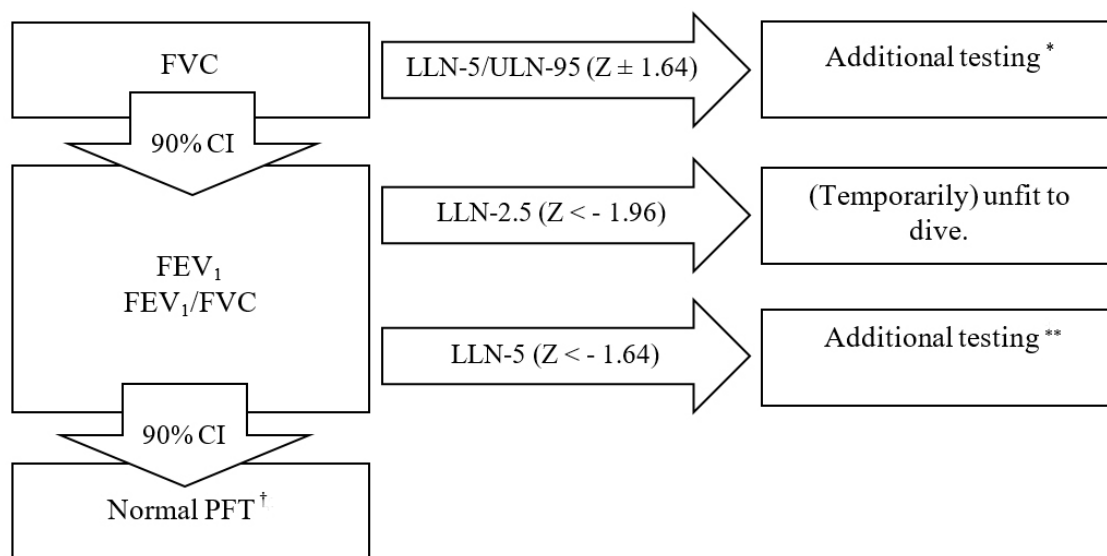 FVC
LLN-5/ULN-95 (Z ± 1.64)
Additional testing *
90% CI
FEV₁
FEV₁/FVC
LLN-2.5 (Z < - 1.96)
(Temporarily) unfit to
dive.
LLN-5 (Z < - 1.64)
Additional testing **
90% CI
Normal PFT †